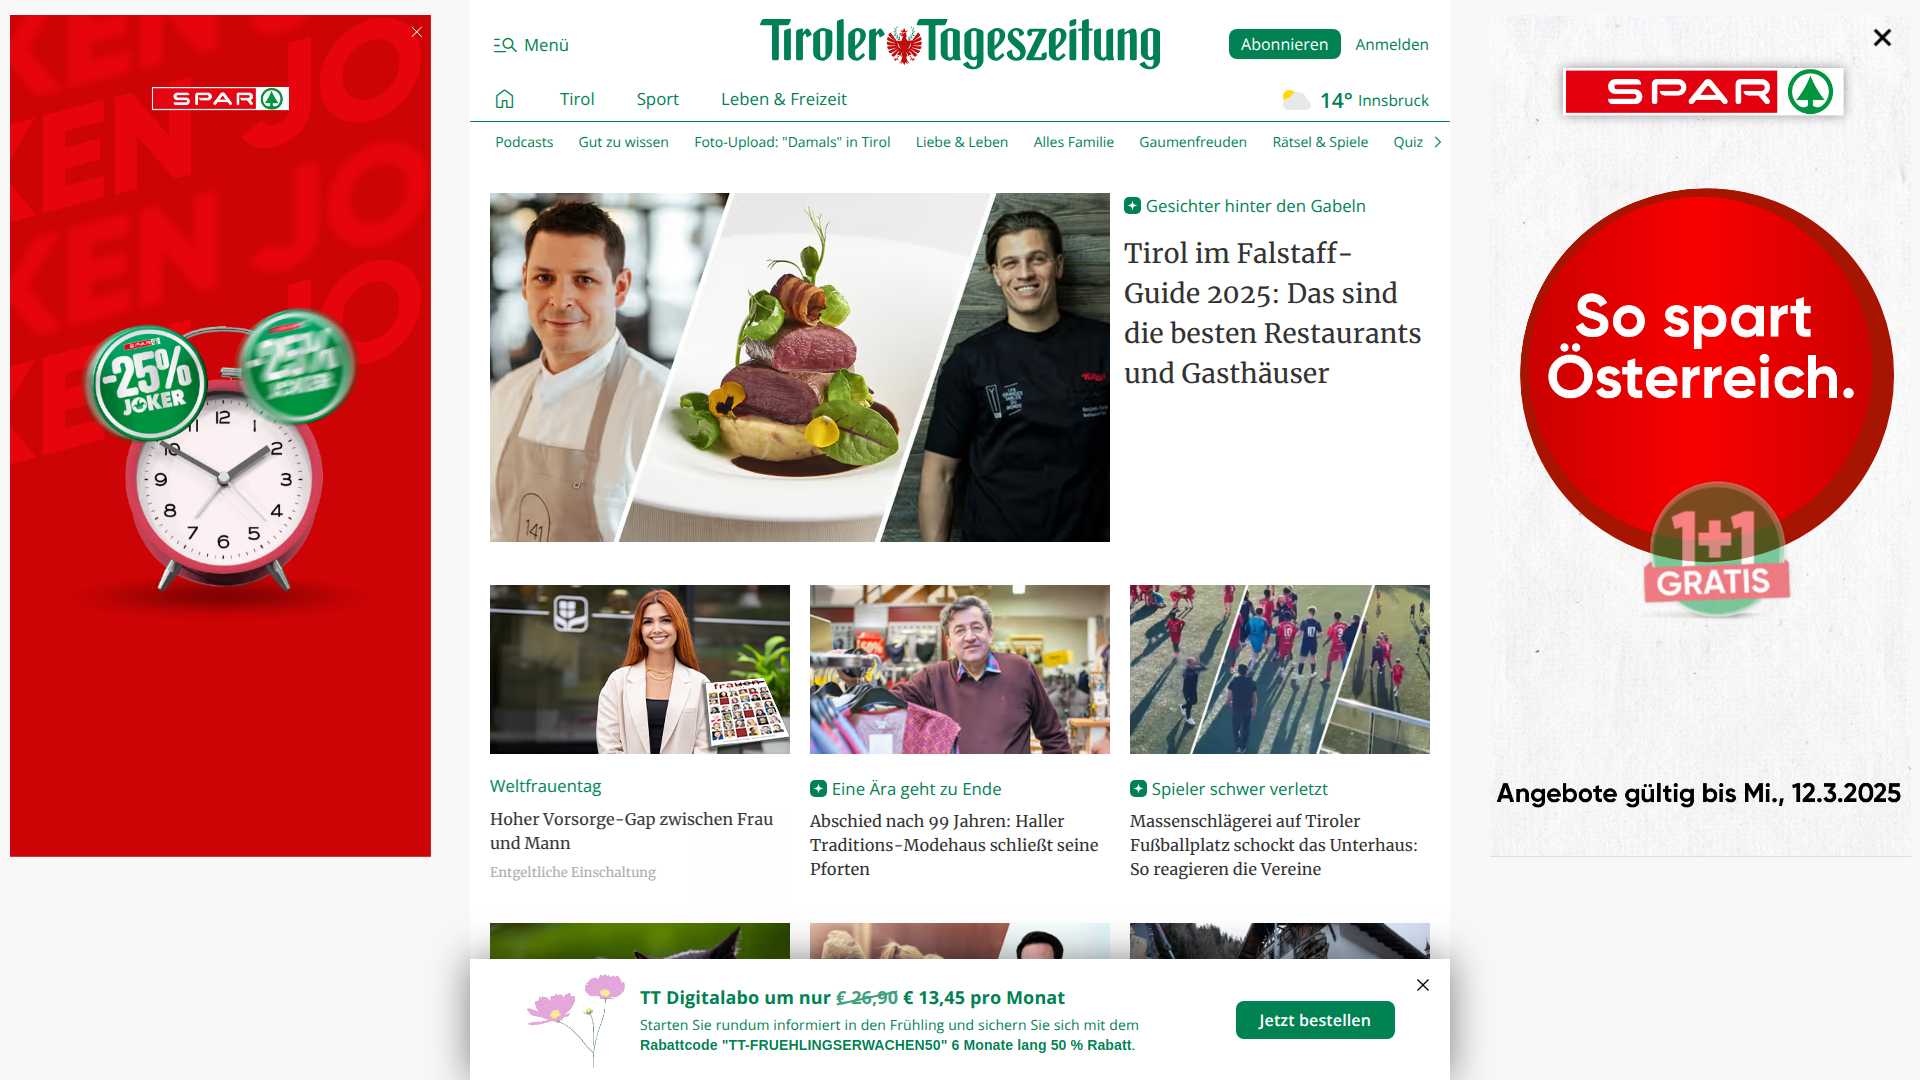 SPAR
-25%
JOKER
Menü
Tiroler Tageszeitung
Abonnieren
Anmelden
Tirol
Sport
Leben & Freizeit
14° Innsbruck
Podcasts
Gut zu wissen
Foto-Upload: "Damals" in Tirol
Liebe & Leben
Alles Familie
Gaumenfreuden
Rätsel & Spiele
Quiz
141
Gesichter hinter den Gabeln
Tirol im Falstaff-
Guide 2025: Das sind
die besten Restaurants
und Gasthäuser
frauen
Weltfrauentag
Hoher Vorsorge-Gap zwischen Frau
und Mann
Entgeltliche Einschaltung
Eine Ära geht zu Ende
Abschied nach 99 Jahren: Haller
Traditions-Modehaus schließt seine
Pforten
Spieler schwer verletzt
Massenschlägerei auf Tiroler
Fußballplatz schockt das Unterhaus:
So reagieren die Vereine
TT Digitalabo um nur € 26,90 € 13,45 pro Monat
Starten Sie rundum informiert in den Frühling und sichern Sie sich mit dem
Rabattcode "TT-FRUEHLINGSERWACHEN50" 6 Monate lang 50 % Rabatt.
Jetzt bestellen
SPAR
So spart
Österreich.
1+1
GRATIS
Angebote gültig bis Mi., 12.3.2025